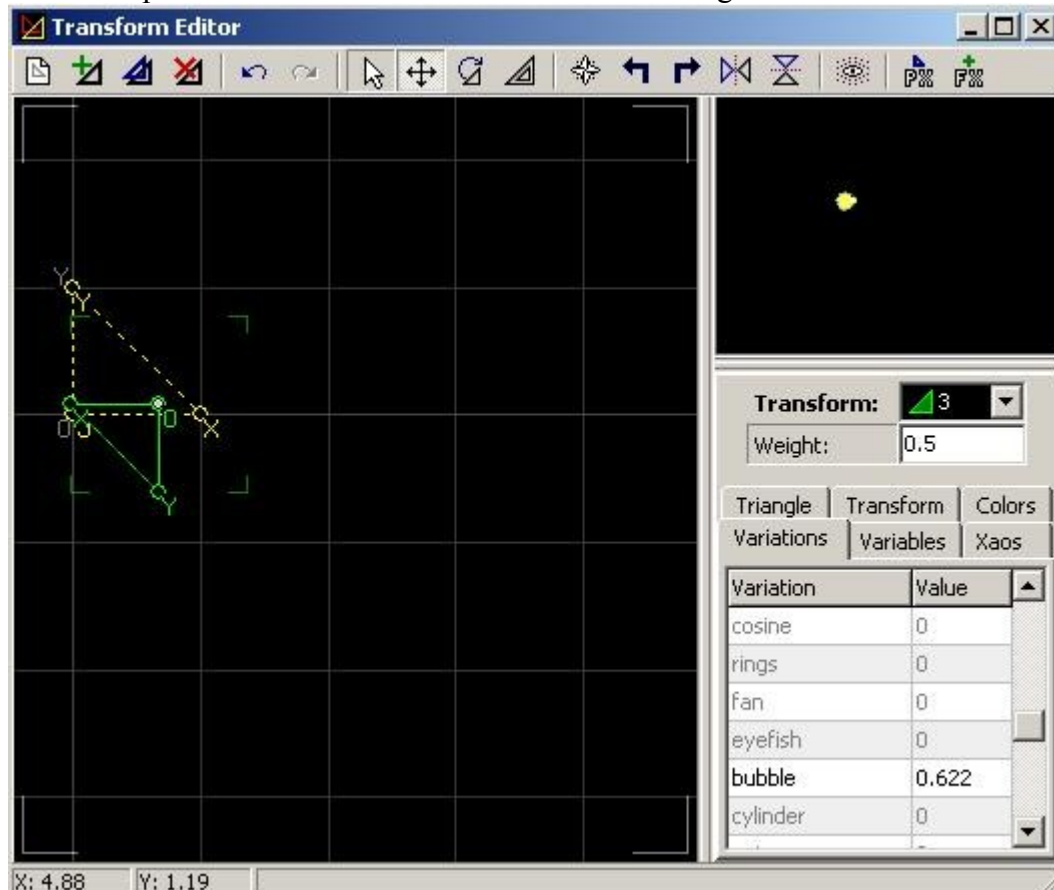 Transform Editor
Y
Y
X
O
O
X
Y
Transform: 3
Weight: 0.5
Triangle Transform Colors
Variations Variables Xaos
Variation Value
cosine 0
rings 0
fan 0
eyefish 0
bubble 0.622
cylinder 0
X: 4.88 Y: 1.19